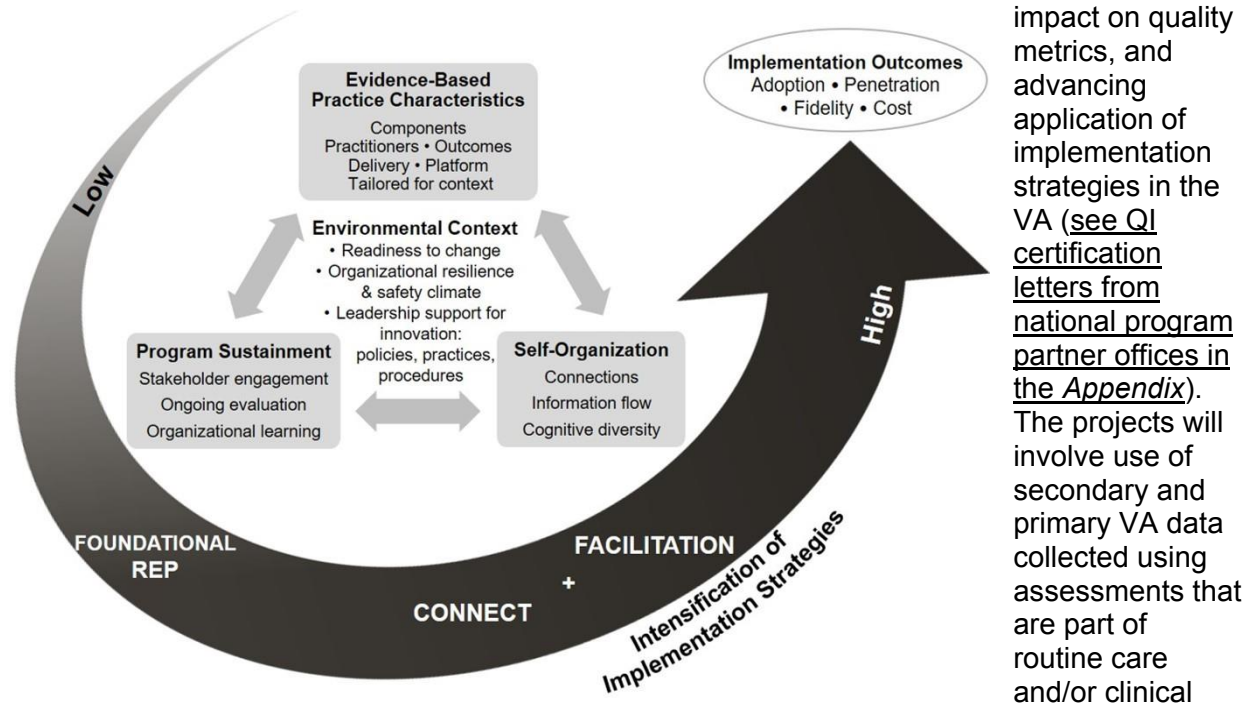 Evidence-Based
Practice Characteristics
Components
Practitioners • Outcomes
Delivery • Platform
Tailored for context
Environmental Context
• Readiness to change
• Organizational resilience
& safety climate
• Leadership support for
innovation:
policies, practices,
procedures
Program Sustainment
Stakeholder engagement
Ongoing evaluation
Organizational learning
Self-Organization
Connections
Information flow
Cognitive diversity
Implementation Outcomes
Adoption • Penetration
• Fidelity • Cost
Low
FOUNDATIONAL
REP
CONNECT
+
FACILITATION
High
Intensification of
Implementation Strategies
impact on quality
metrics, and
advancing
application of
implementation
strategies in the
VA (see QI
certification
letters from
national program
partner offices in
the Appendix).
The projects will
involve use of
secondary and
primary VA data
collected using
assessments that
are part of
routine care
and/or clinical